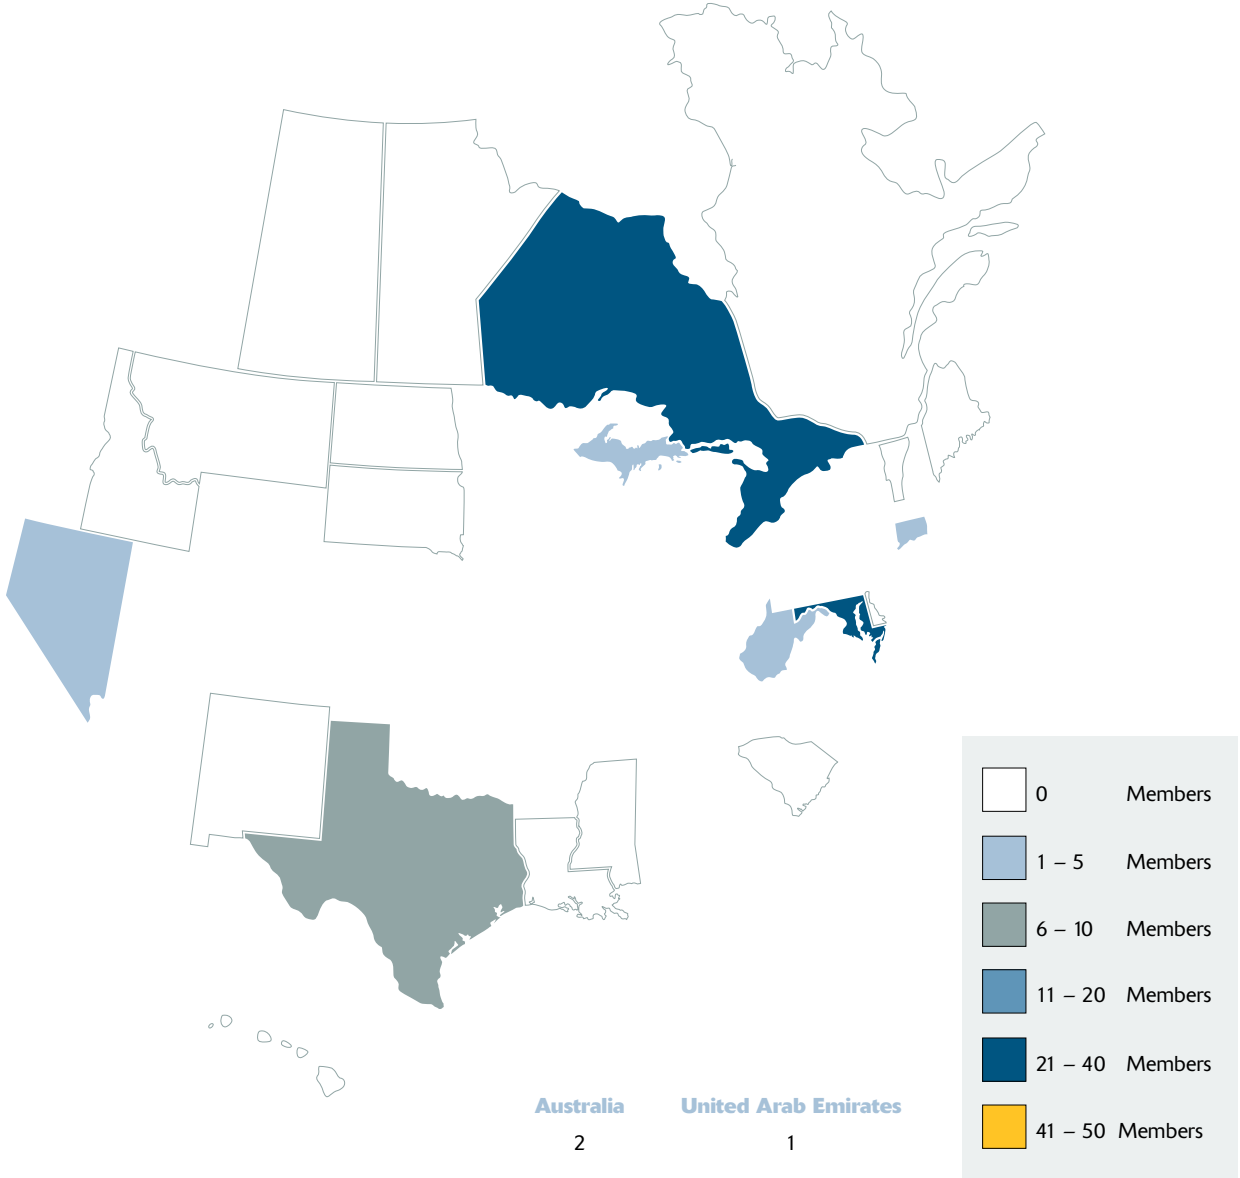 0 Members
1 – 5 Members
6 – 10 Members
11 – 20 Members
21 – 40 Members
41 – 50 Members
Australia United Arab Emirates
2 1